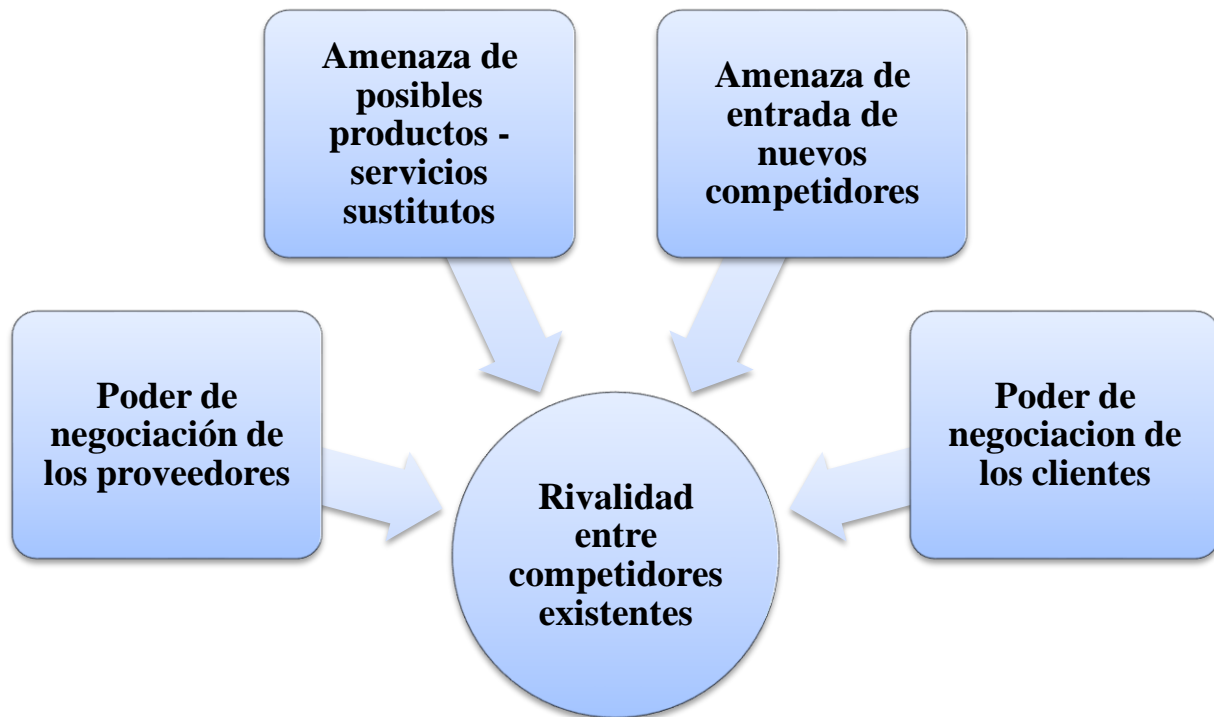 Amenaza de
posibles
productos -
servicios
sustitutos
Amenaza de
entrada de
nuevos
competidores
Poder de
negociación de
los proveedores
Rivalidad
entre
competidores
existentes
Poder de
negociacion de
los clientes